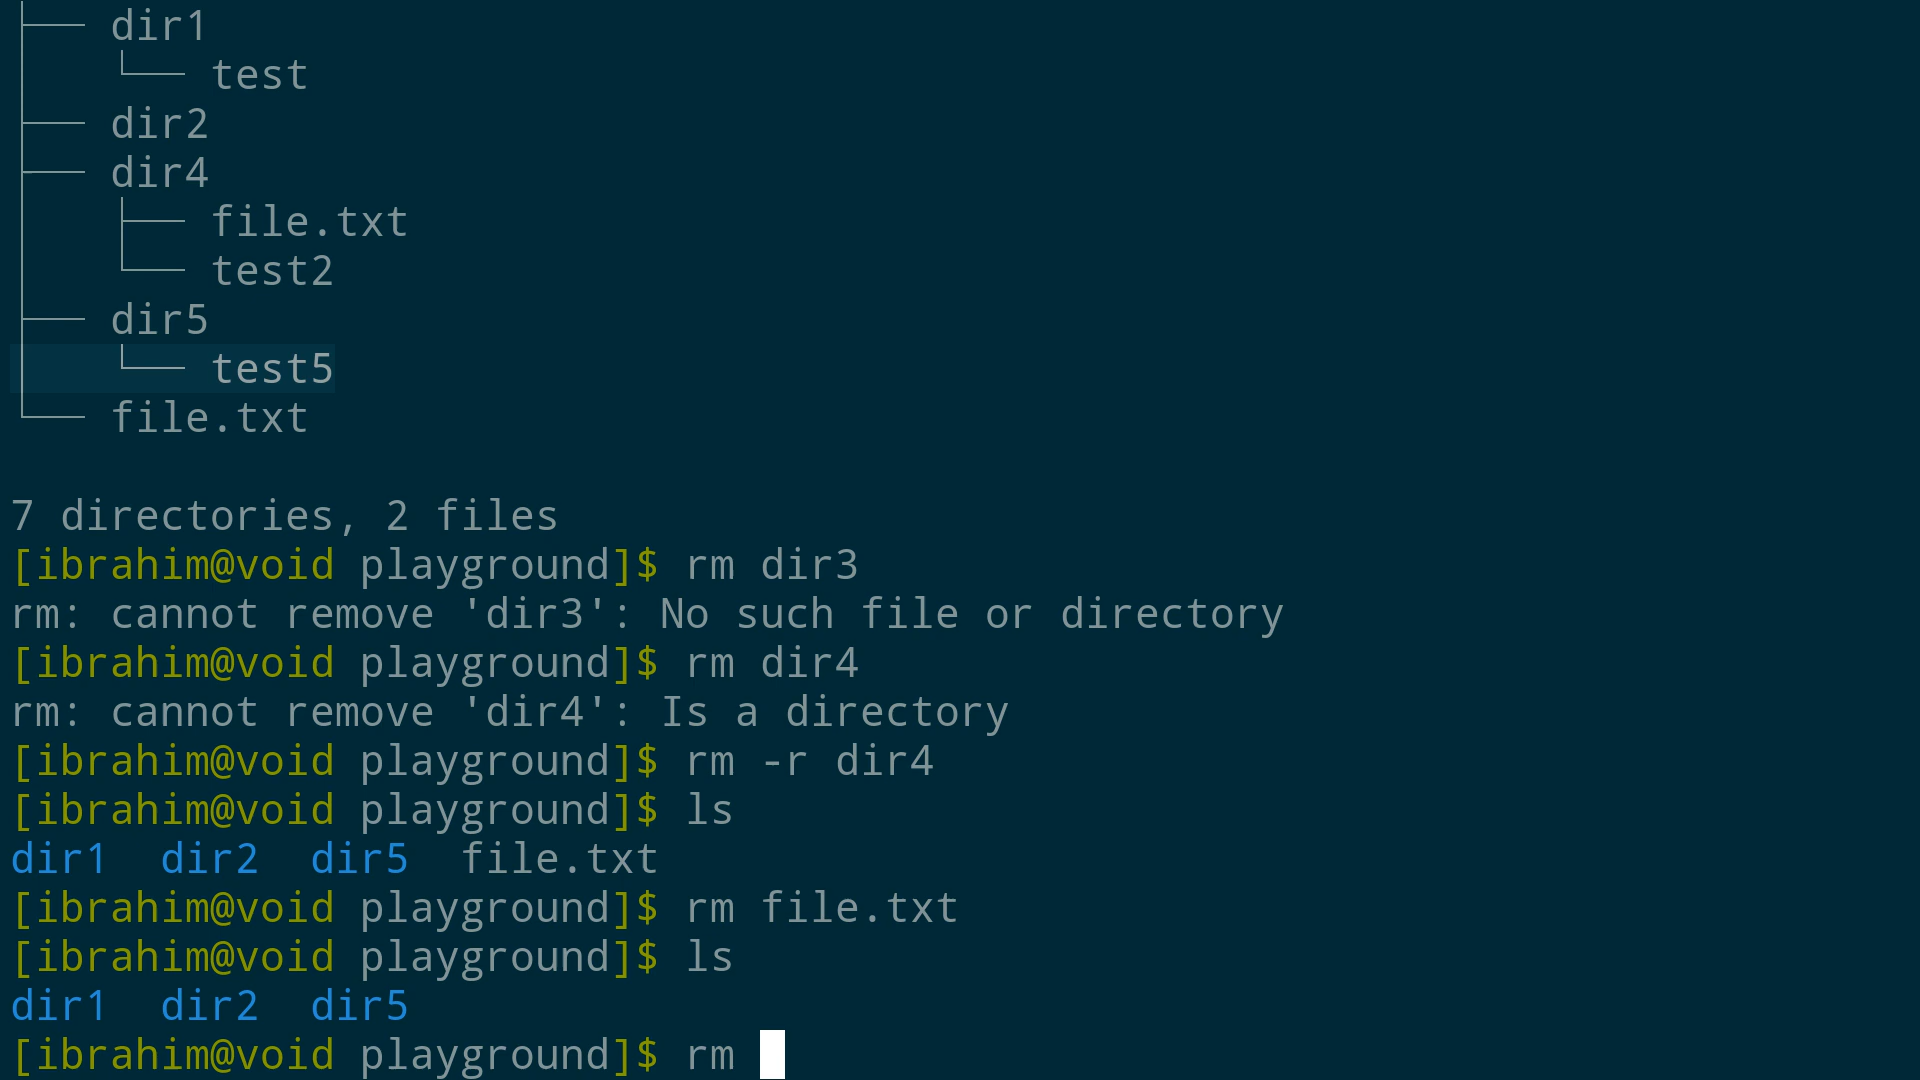 ├── dir1
│   └── test
├── dir2
├── dir4
│   ├── file.txt
│   └── test2
├── dir5
│   └── test5
└── file.txt

7 directories, 2 files
[ibrahim@void playground]$ rm dir3
rm: cannot remove 'dir3': No such file or directory
[ibrahim@void playground]$ rm dir4
rm: cannot remove 'dir4': Is a directory
[ibrahim@void playground]$ rm -r dir4
[ibrahim@void playground]$ ls
dir1  dir2  dir5  file.txt
[ibrahim@void playground]$ rm file.txt
[ibrahim@void playground]$ ls
dir1  dir2  dir5
[ibrahim@void playground]$ rm